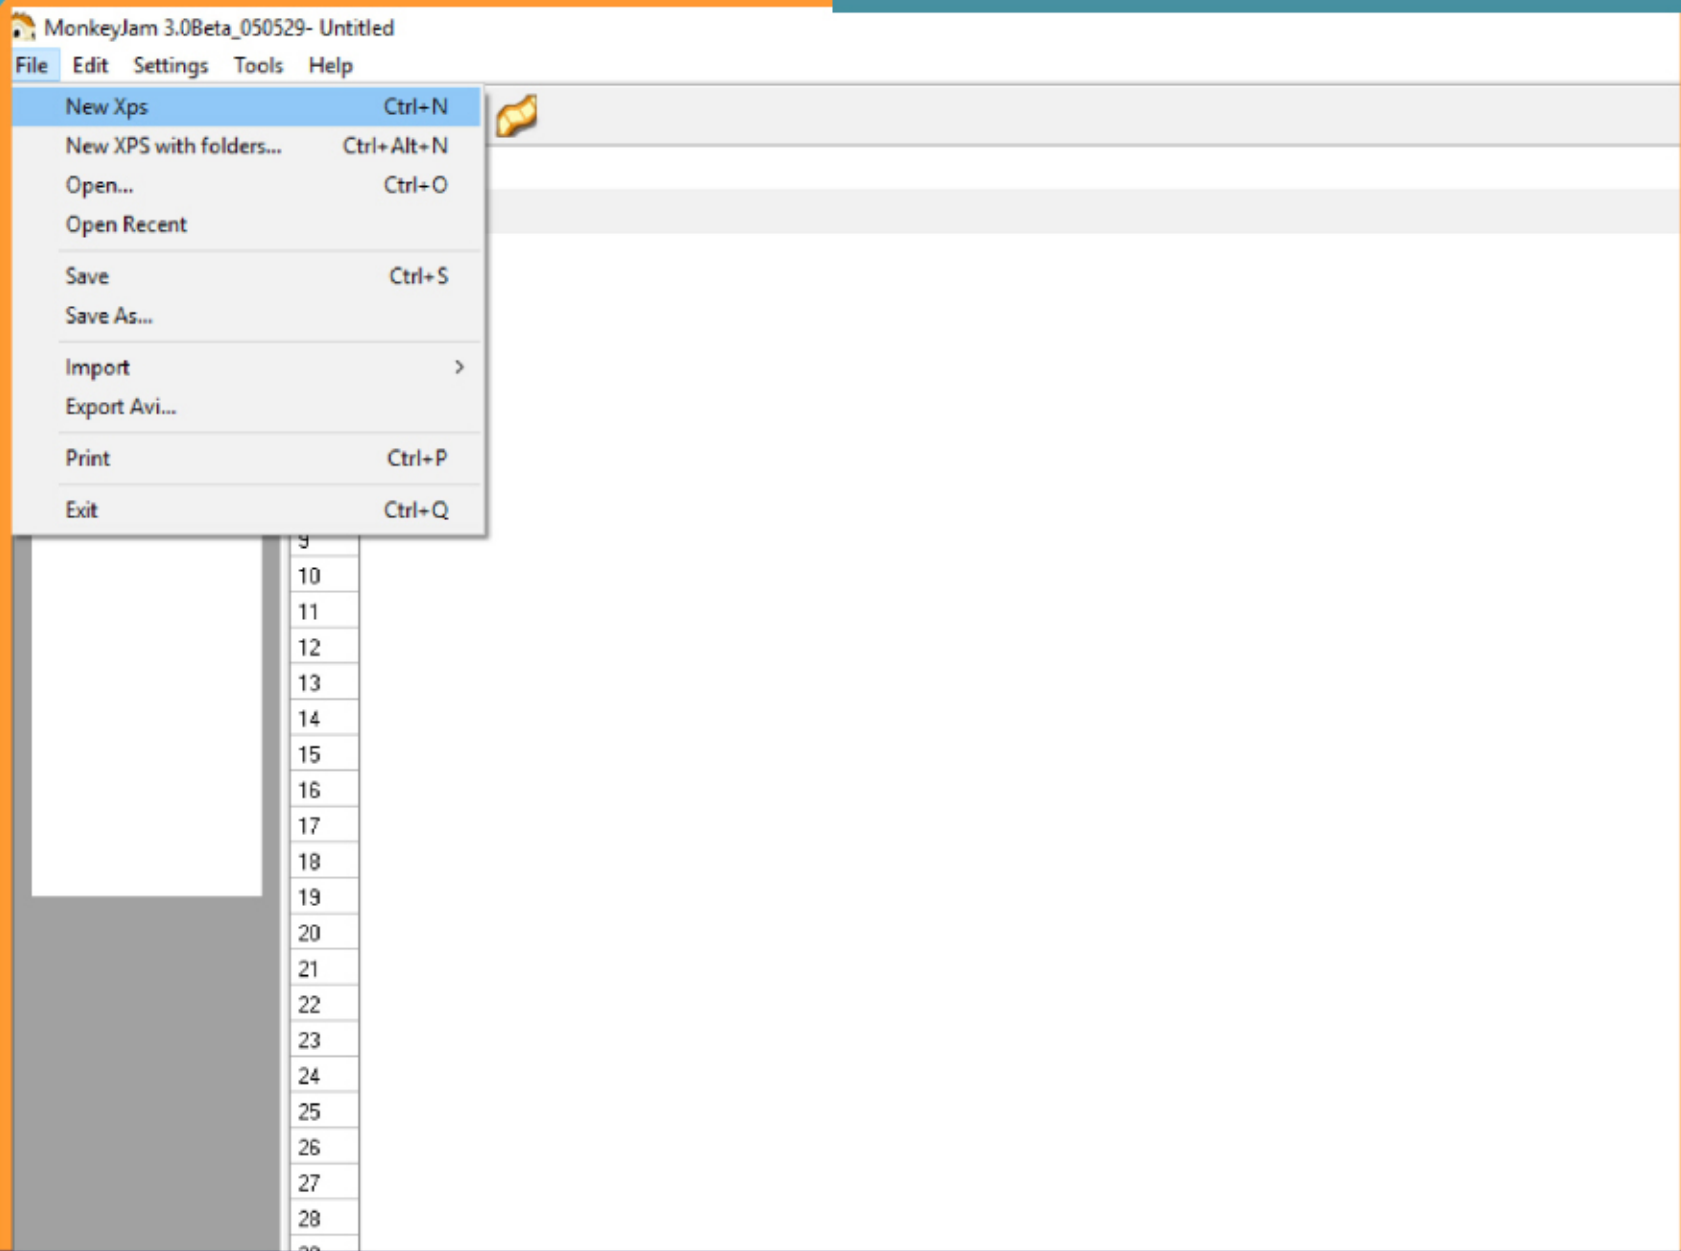 MonkeyJam 3.0Beta_050529- Untitled
File Edit Settings Tools Help
New Xps Ctrl+N
New XPS with folders... Ctrl+Alt+N
Open... Ctrl+O
Open Recent
Save Ctrl+S
Save As...
Import >
Export Avi...
Print Ctrl+P
Exit Ctrl+Q
9
10
11
12
13
14
15
16
17
18
19
20
21
22
23
24
25
26
27
28